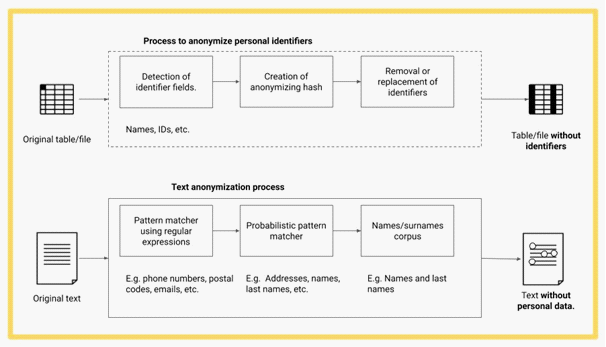 Process to anonymize personal identifiers
Detection of
identifier fields.
Creation of
anonymizing hash
Removal or
replacement of
identifiers
Names, IDs, etc.
Original table/file
Table/file without
identifiers
Text anonymization process
Pattern matcher
using regular
expressions
Probabilistic pattern
matcher
Names/surnames
corpus
E.g. phone numbers, postal
codes, emails, etc.
E.g. Addresses, names,
last names, etc.
E.g. Names and last
names
Original text
Text without
personal data.